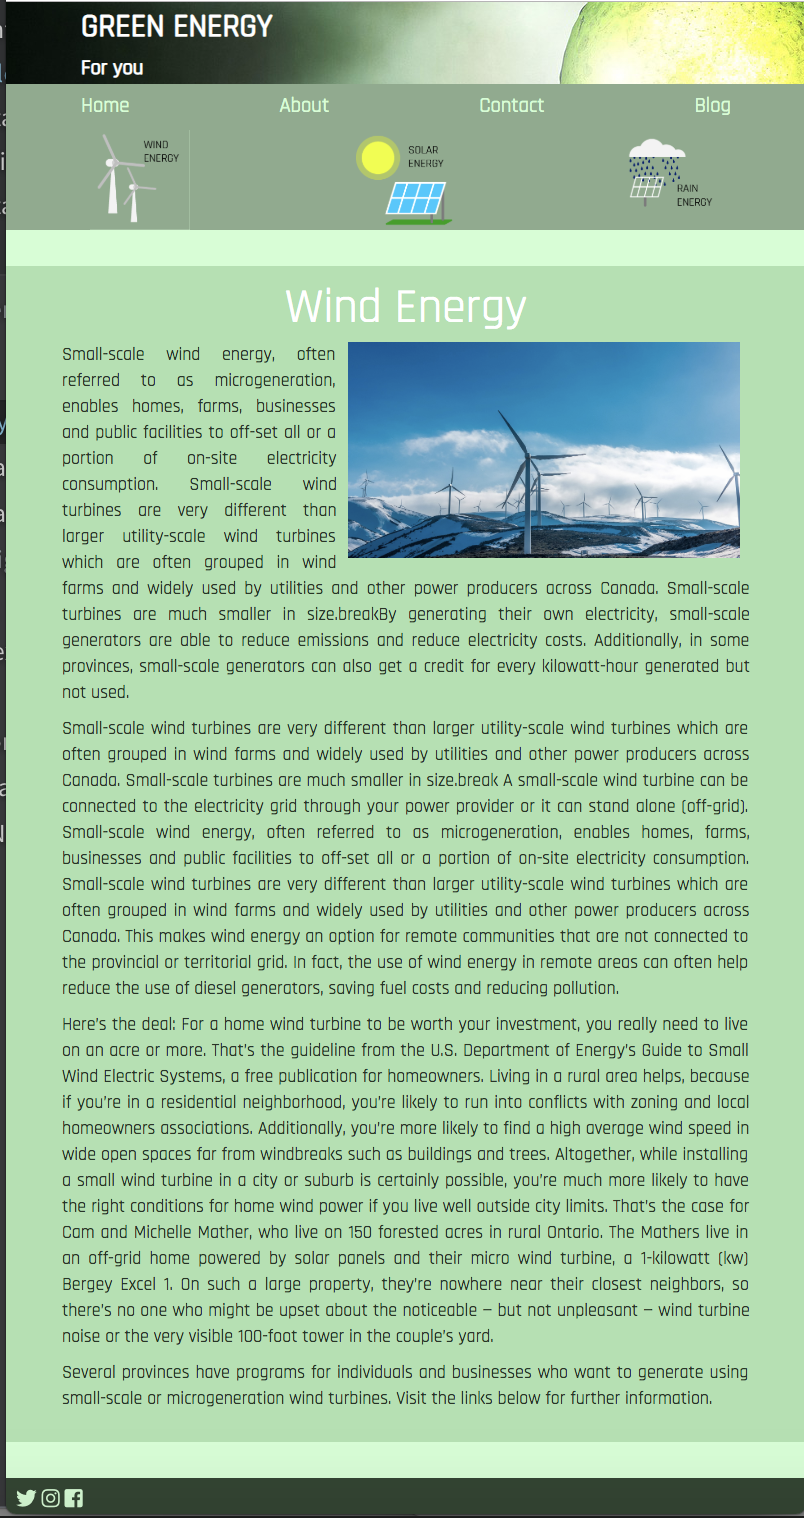 GREEN ENERGY
For you
Home About Contact Blog
WIND
ENERGY
SOLAR
ENERGY
RAIN
ENERGY
Wind Energy
Small-scale wind energy, often
referred to as microgeneration,
enables homes, farms, businesses
and public facilities to off-set all or a
portion of on-site electricity
consumption. Small-scale wind
turbines are very different than
larger utility-scale wind turbines
which are often grouped in wind
farms and widely used by utilities and other power producers across Canada. Small-scale
turbines are much smaller in size.breakBy generating their own electricity, small-scale
generators are able to reduce emissions and reduce electricity costs. Additionally, in some
provinces, small-scale generators can also get a credit for every kilowatt-hour generated but
not used.
Small-scale wind turbines are very different than larger utility-scale wind turbines which are
often grouped in wind farms and widely used by utilities and other power producers across
Canada. Small-scale turbines are much smaller in size.break A small-scale wind turbine can be
connected to the electricity grid through your power provider or it can stand alone (off-grid).
Small-scale wind energy, often referred to as microgeneration, enables homes, farms,
businesses and public facilities to off-set all or a portion of on-site electricity consumption.
Small-scale wind turbines are very different than larger utility-scale wind turbines which are
often grouped in wind farms and widely used by utilities and other power producers across
Canada. This makes wind energy an option for remote communities that are not connected to
the provincial or territorial grid. In fact, the use of wind energy in remote areas can often help
reduce the use of diesel generators, saving fuel costs and reducing pollution.
Here's the deal: For a home wind turbine to be worth your investment, you really need to live
on an acre or more. That's the guideline from the U.S. Department of Energy's Guide to Small
Wind Electric Systems, a free publication for homeowners. Living in a rural area helps, because
if you're in a residential neighborhood, you're likely to run into conflicts with zoning and local
homeowners associations. Additionally, you're more likely to find a high average wind speed in
wide open spaces far from windbreaks such as buildings and trees. Altogether, while installing
a small wind turbine in a city or suburb is certainly possible, you're much more likely to have
the right conditions for home wind power if you live well outside city limits. That's the case for
Cam and Michelle Mather, who live on 150 forested acres in rural Ontario. The Mathers live in
an off-grid home powered by solar panels and their micro wind turbine, a 1-kilowatt (kw)
Bergey Excel 1. On such a large property, they're nowhere near their closest neighbors, so
there's no one who might be upset about the noticeable – but not unpleasant – wind turbine
noise or the very visible 100-foot tower in the couple's yard.
Several provinces have programs for individuals and businesses who want to generate using
small-scale or microgeneration wind turbines. Visit the links below for further information.